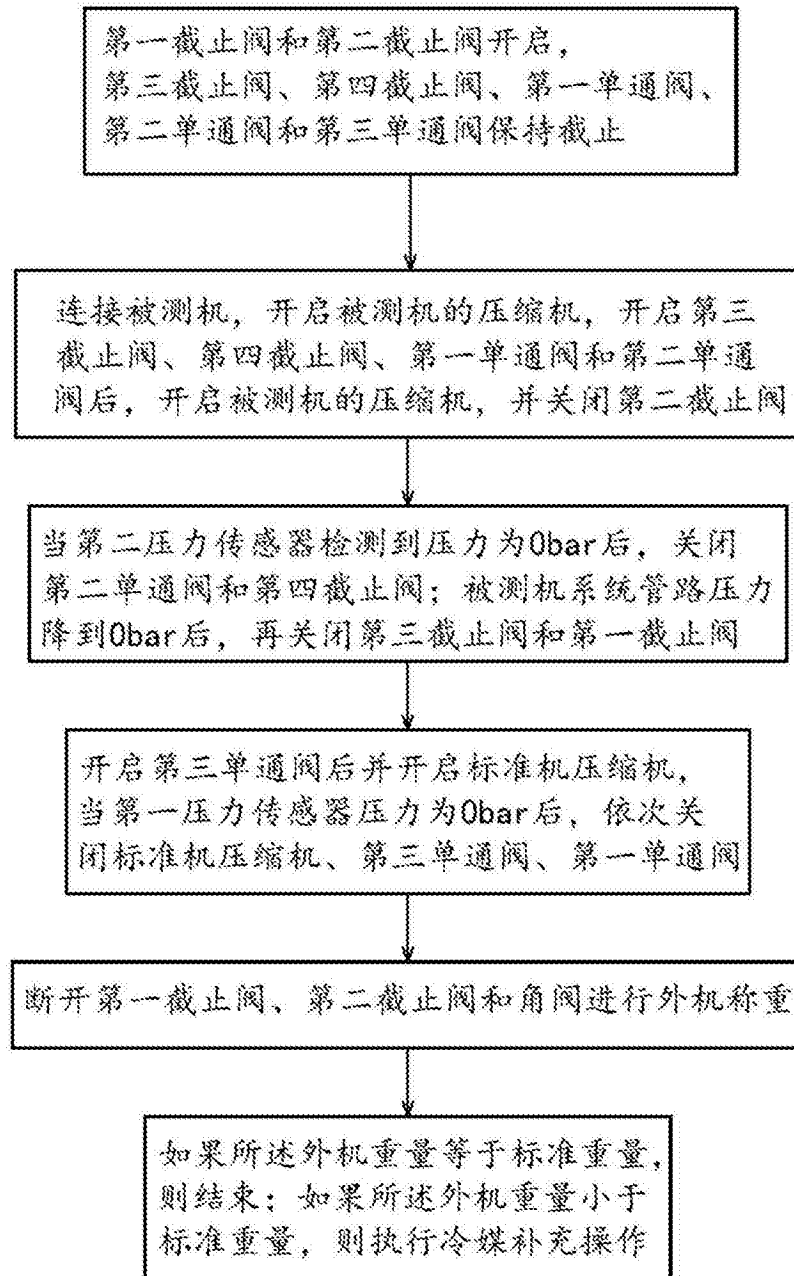 第一截止阀和第二截止阀开启，
第三截止阀、第四截止阀、第一单通阀、
第二单通阀和第三单通阀保持截止
连接被测机，开启被测机的压缩机，开启第三
截止阀、第四截止阀、第一单通阀和第二单通
阀后，开启被测机的压缩机，并关闭第二截止阀
当第二压力传感器检测到压力为0bar后，关闭
第二单通阀和第四截止阀；被测机系统管路压力
降到0bar后，再关闭第三截止阀和第一截止阀
开启第三单通阀后并开启标准机压缩机，
当第一压力传感器压力为0bar后，依次关
闭标准机压缩机、第三单通阀、第一单通阀
断开第一截止阀、第二截止阀和角阀进行外机称重
如果所述外机重量等于标准重量，
则结束；如果所述外机重量小于
标准重量，则执行冷媒补充操作